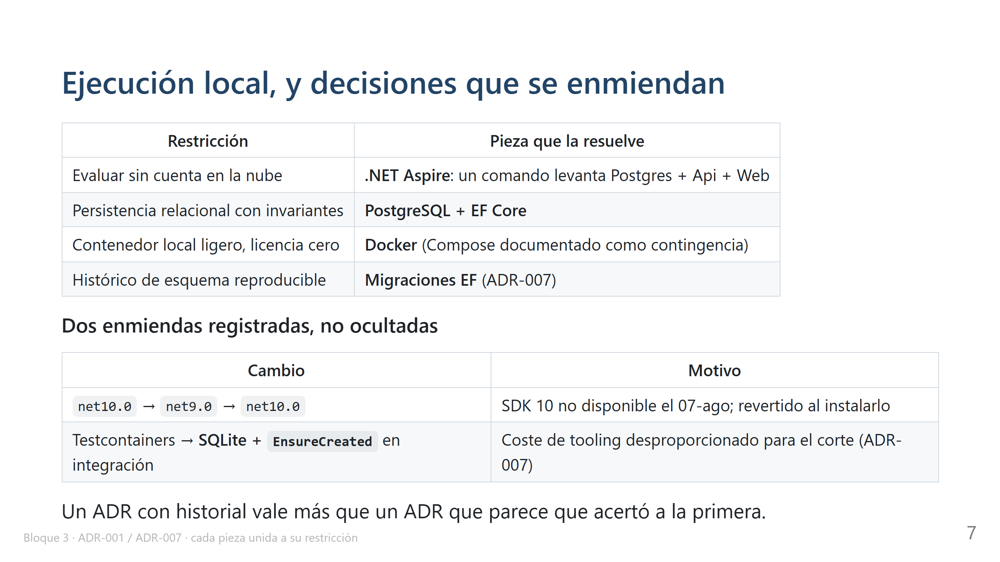 Ejecución local, y decisiones que se enmiendan
Restricción
Pieza que la resuelve
Evaluar sin cuenta en la nube
.NET Aspire: un comando levanta Postgres + Api + Web
Persistencia relacional con invariantes
PostgreSQL + EF Core
Contenedor local ligero, licencia cero
Docker (Compose documentado como contingencia)
Histórico de esquema reproducible
Migraciones EF (ADR-007)
Dos enmiendas registradas, no ocultadas
Cambio
Motivo
net10.0 → net9.0 → net10.0
SDK 10 no disponible el 07-ago; revertido al instalarlo
Testcontainers → SQLite + EnsureCreated en
integración
Coste de tooling desproporcionado para el corte (ADR-
007)
Un ADR con historial vale más que un ADR que parece que acertó a la primera.
Bloque 3 · ADR-001 / ADR-007 · cada pieza unida a su restricción
7